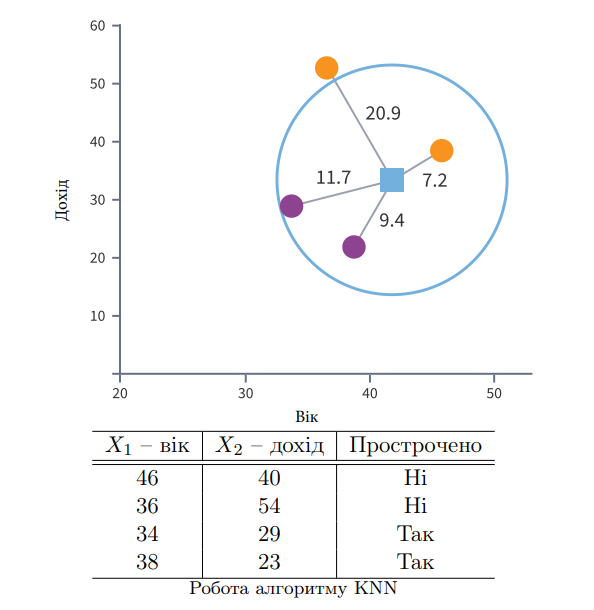 60
50
40
30
20
10
Дохід
20.9
11.7
7.2
9.4
20 30 40 50
Вік
X₁ – вік X₂ – дохід Прострочено
46 40 Ні
36 54 Ні
34 29 Так
38 23 Так
Робота алгоритму KNN